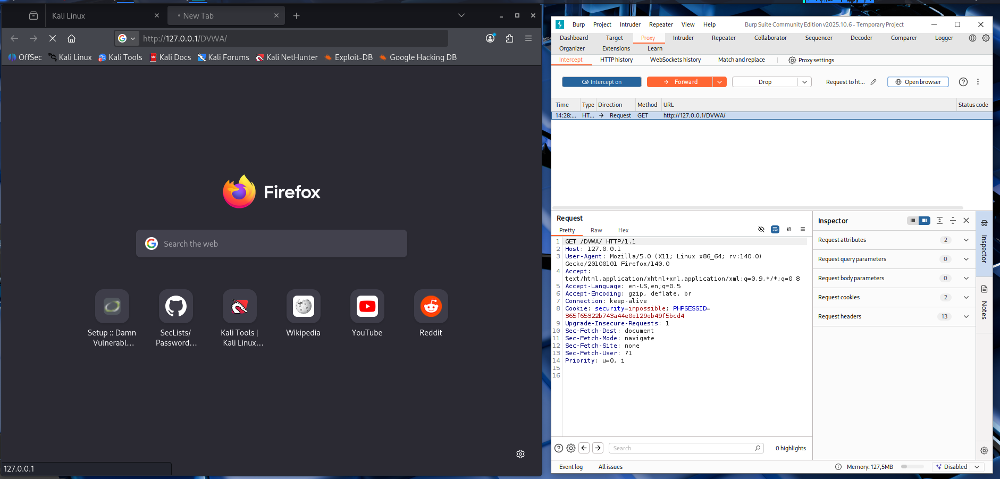 Kali Linux
New Tab
http://127.0.0.1/DVWA/
OffSec Kali Linux Kali Tools Kali Docs Kali Forums Kali NetHunter Exploit-DB Google Hacking DB
Firefox
Search the web
Setup :: Damn Vulnerabl...
SecLists/ Password...
Kali Tools | Kali Linux...
Wikipedia
YouTube
Reddit
127.0.0.1
Burp Project Intruder Repeater View Help
Burp Suite Community Edition v2025.10.6 - Temporary Project
Dashboard Target Proxy Intruder Repeater Collaborator Sequencer Decoder Comparer Logger
Organizer Extensions Learn
Intercept HTTP history WebSockets history Match and replace Proxy settings
Intercept on Forward Drop Request to ht... Open browser
Time Type Direction Method URL Status code
14:28:... HT... Request GET http://127.0.0.1/DVWA/
Request
Pretty Raw Hex
\n
1 GET /DVWA/ HTTP/1.1
2 Host: 127.0.0.1
3 User-Agent: Mozilla/5.0 (X11; Linux x86_64; rv:140.0)
Gecko/20100101 Firefox/140.0
4 Accept:
text/html,application/xhtml+xml,application/xml;q=0.9,*/*;q=0.8
5 Accept-Language: en-US,en;q=0.5
6 Accept-Encoding: gzip, deflate, br
7 Connection: keep-alive
8 Cookie: security=impossible; PHPSESSID=
365f65322b743a44e0e129eb49f5bcd4
9 Upgrade-Insecure-Requests: 1
10 Sec-Fetch-Dest: document
11 Sec-Fetch-Mode: navigate
12 Sec-Fetch-Site: none
13 Sec-Fetch-User: ?1
14 Priority: u=0, i
15
16
Search
0 highlights
Inspector
Request attributes 2
Request query parameters 0
Request body parameters 0
Request cookies 2
Request headers 13
Inspector
Notes
Event log All issues
Memory: 127,5MB
Disabled